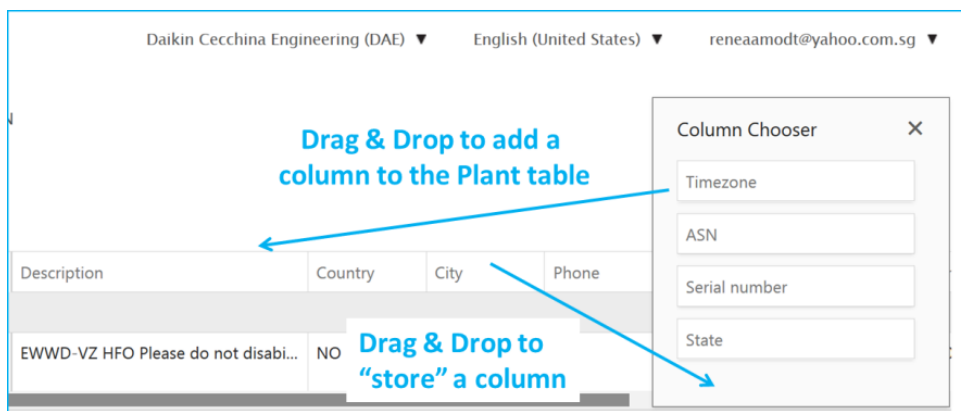 Daikin Cecchina Engineering (DAE) ▼ English (United States) ▼ reneaamodt@yahoo.com.sg ▼
Drag & Drop to add a
column to the Plant table
Column Chooser
Timezone
ASN
Serial number
State
Description Country City Phone
EWWD-VZ HFO Please do not disabi... NO
Drag & Drop to
“store” a column